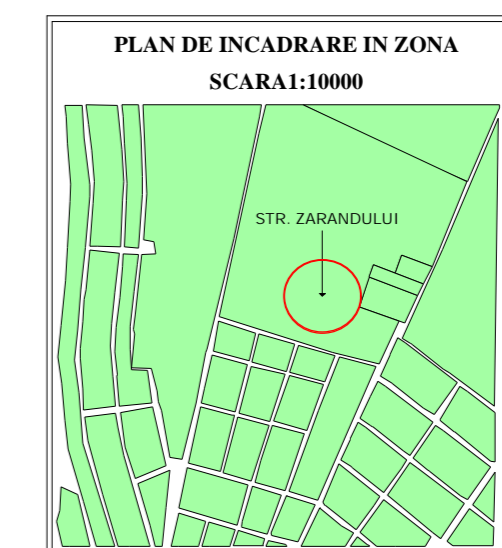 PLAN DE INCADRARE IN ZONA
SCARA1:10000
STR. ZARANDULUI